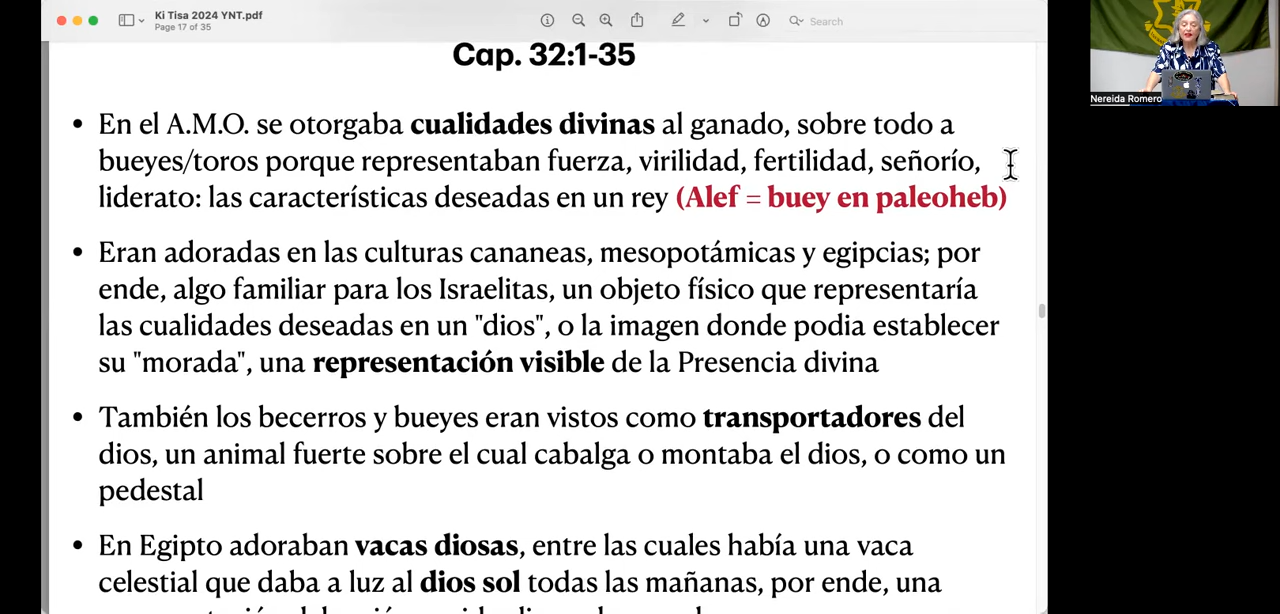 Ki Tisa 2024 YNT.pdf
Page 17 of 35
Search
Nereida Romero
Cap. 32:1-35
• En el A.M.O. se otorgaba cualidades divinas al ganado, sobre todo a
bueyes/toros porque representaban fuerza, virilidad, fertilidad, señorío,
liderato: las características deseadas en un rey (Alef = buey en paleoheb)
• Eran adoradas en las culturas cananeas, mesopotámicas y egipcias; por
ende, algo familiar para los Israelitas, un objeto físico que representaría
las cualidades deseadas en un "dios", o la imagen donde podia establecer
su "morada", una representación visible de la Presencia divina
• También los becerros y bueyes eran vistos como transportadores del
dios, un animal fuerte sobre el cual cabalga o montaba el dios, o como un
pedestal
• En Egipto adoraban vacas diosas, entre las cuales había una vaca
celestial que daba a luz al dios sol todas las mañanas, por ende, una